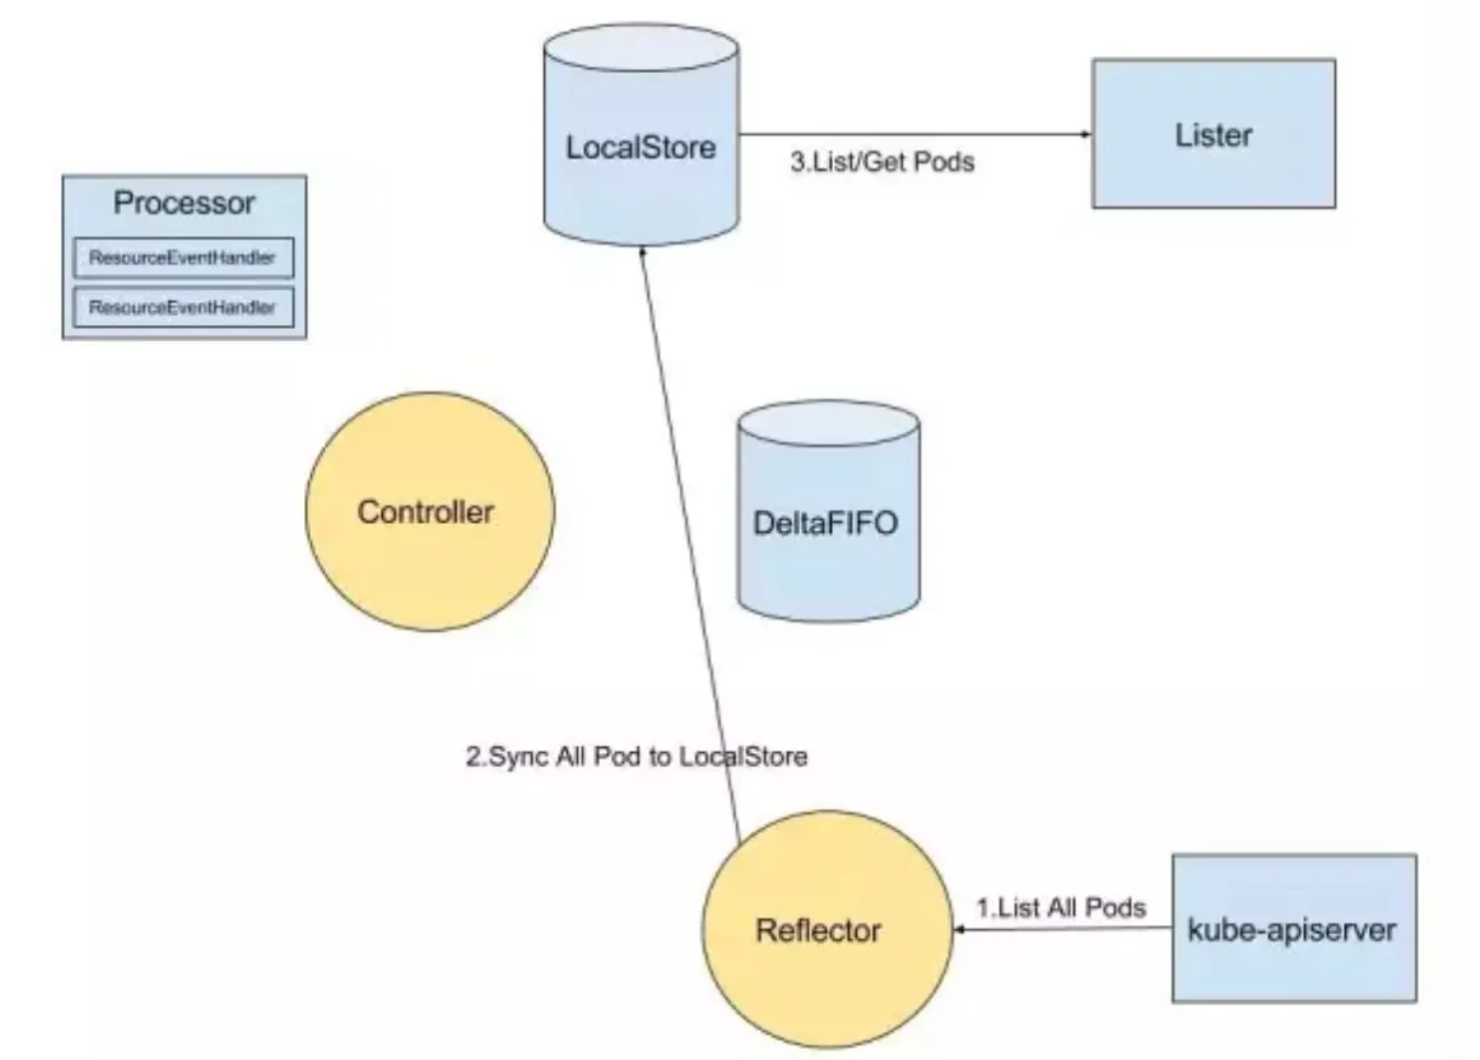 LocalStore
3.List/Get Pods
Lister
Processor
ResourceEventHandler
ResourceEventHandler
Controller
DeltaFIFO
2.Sync All Pod to LocalStore
Reflector
1.List All Pods
kube-apiserver